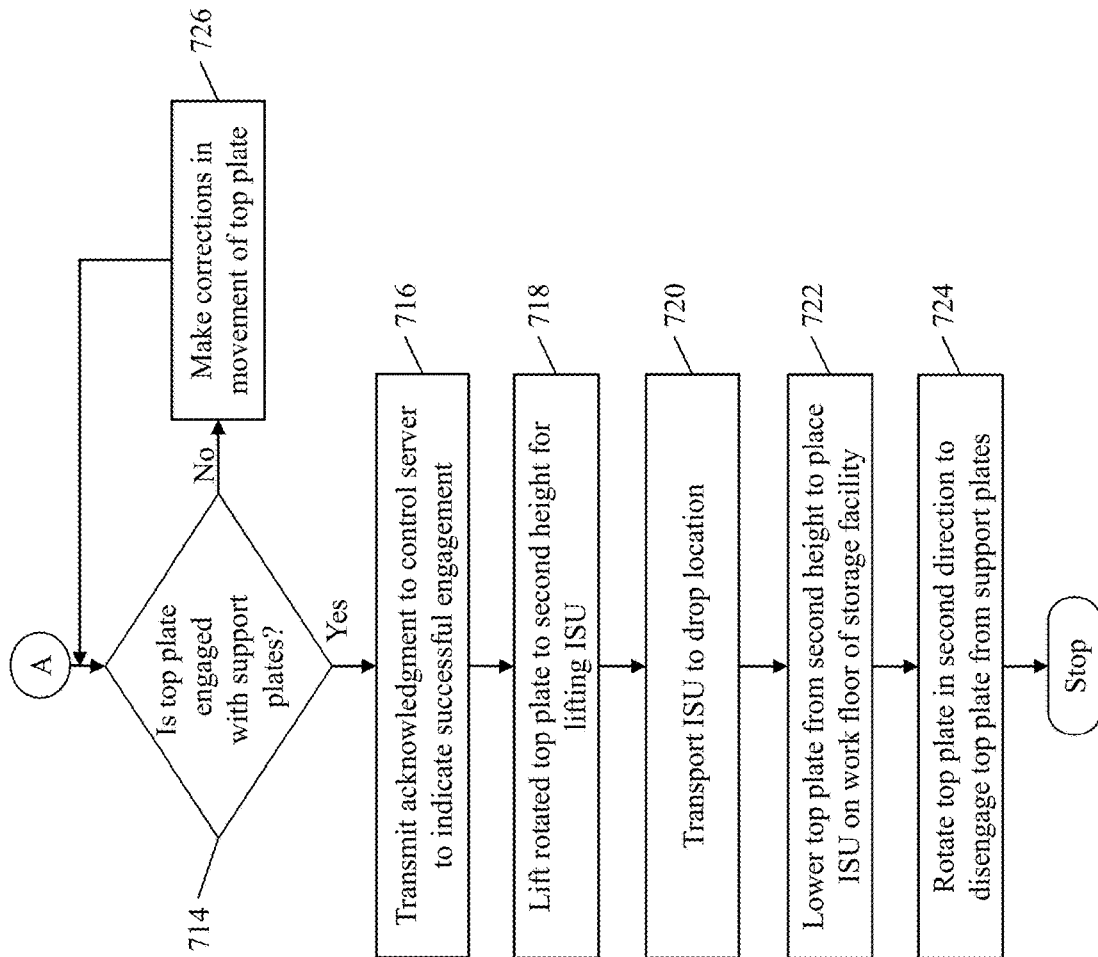 A
Is top plate
engaged
with support
plates?
714
No
Make corrections in
movement of top plate
726
Yes
Transmit acknowledgment to control server
to indicate successful engagement
716
Lift rotated top plate to second height for
lifting ISU
718
Transport ISU to drop location
720
Lower top plate from second height to place
ISU on work floor of storage facility
722
Rotate top plate in second direction to
disengage top plate from support plates
724
Stop